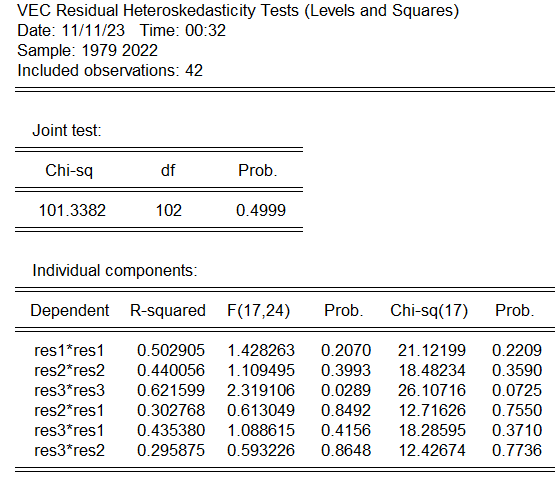 VEC Residual Heteroskedasticity Tests (Levels and Squares)
Date: 11/11/23 Time: 00:32
Sample: 1979 2022
Included observations: 42
Joint test:
Chi-sq df Prob.
101.3382 102 0.4999
Individual components:
Dependent R-squared F(17,24) Prob. Chi-sq(17) Prob.
res1*res1 0.502905 1.428263 0.2070 21.12199 0.2209
res2*res2 0.440056 1.109495 0.3993 18.48234 0.3590
res3*res3 0.621599 2.319106 0.0289 26.10716 0.0725
res2*res1 0.302768 0.613049 0.8492 12.71626 0.7550
res3*res1 0.435380 1.088615 0.4156 18.28595 0.3710
res3*res2 0.295875 0.593226 0.8648 12.42674 0.7736